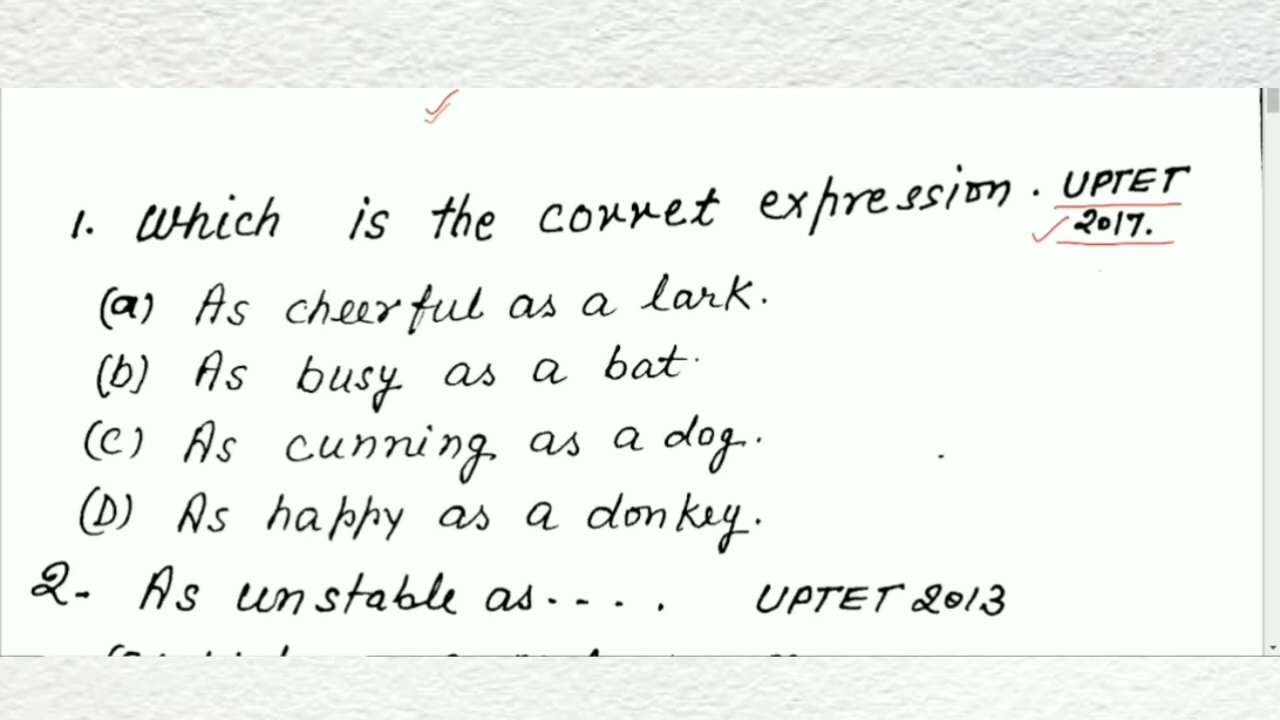 1. Which is the corret expression. UPTET
2017.
(a) As cheerful as a lark.
(b) As busy as a bat.
(C) As cunning as a dog.
(D) As happy as a donkey.
2- As unstable as.... UPTET 2013